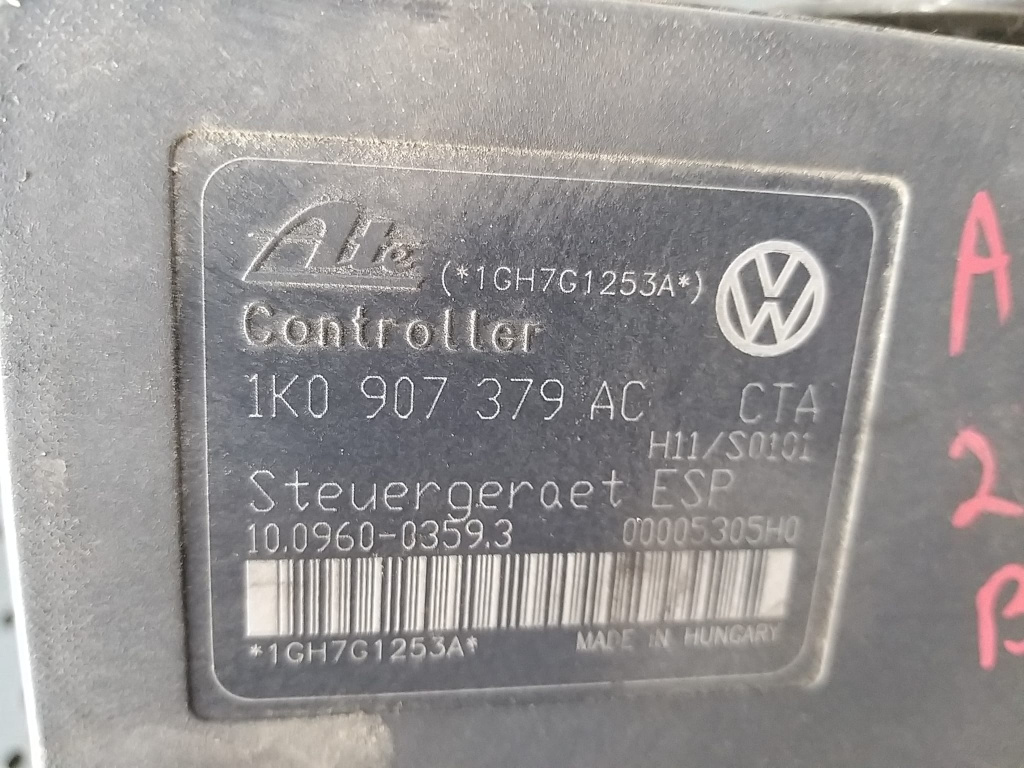 Ate
(*1GH7G1253A*)
Controller
1K0 907 379 AC CTA
H11/S0101
Steuergeraet ESP
10.0960-0359.3 00005305H0
*1GH7G1253A* MADE IN HUNGARY
A
2
B